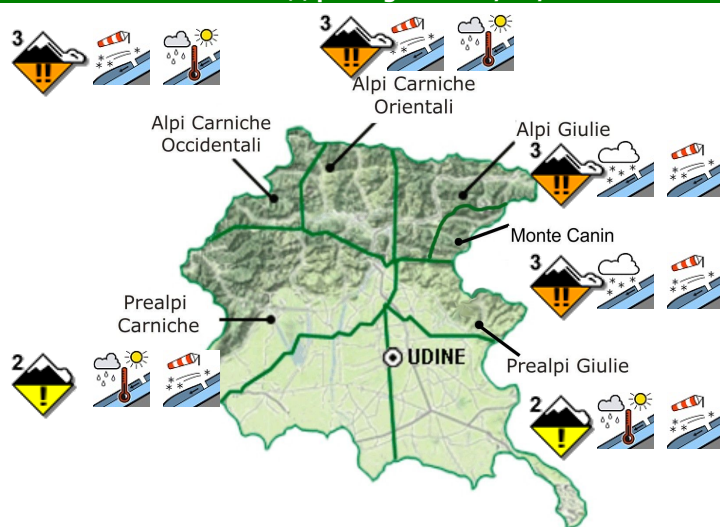 3
3
Alpi Carniche
Orientali
Alpi Carniche
Occidentali
Alpi Giulie
3
Monte Canin
3
Prealpi
Carniche
UDINE
Prealpi Giulie
2
2